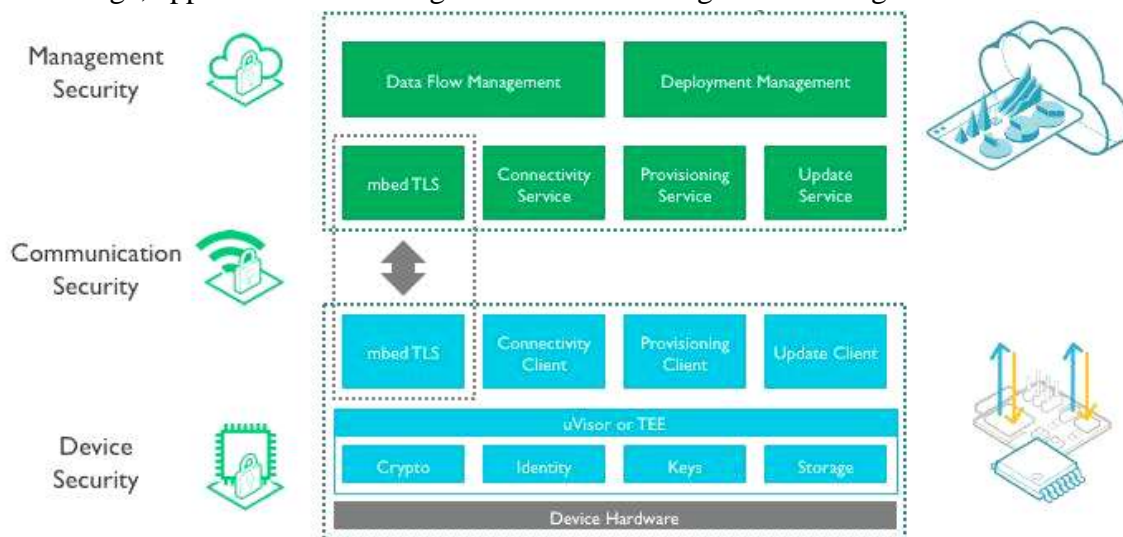 Management
Security
Data Flow Management
Deployment Management
mbed TLS
Connectivity
Service
Provisioning
Service
Update
Service
Communication
Security
mbed TLS
Connectivity
Client
Provisioning
Client
Update Client
Device
Security
uVisor or TEE
Crypto
Identity
Keys
Storage
Device Hardware